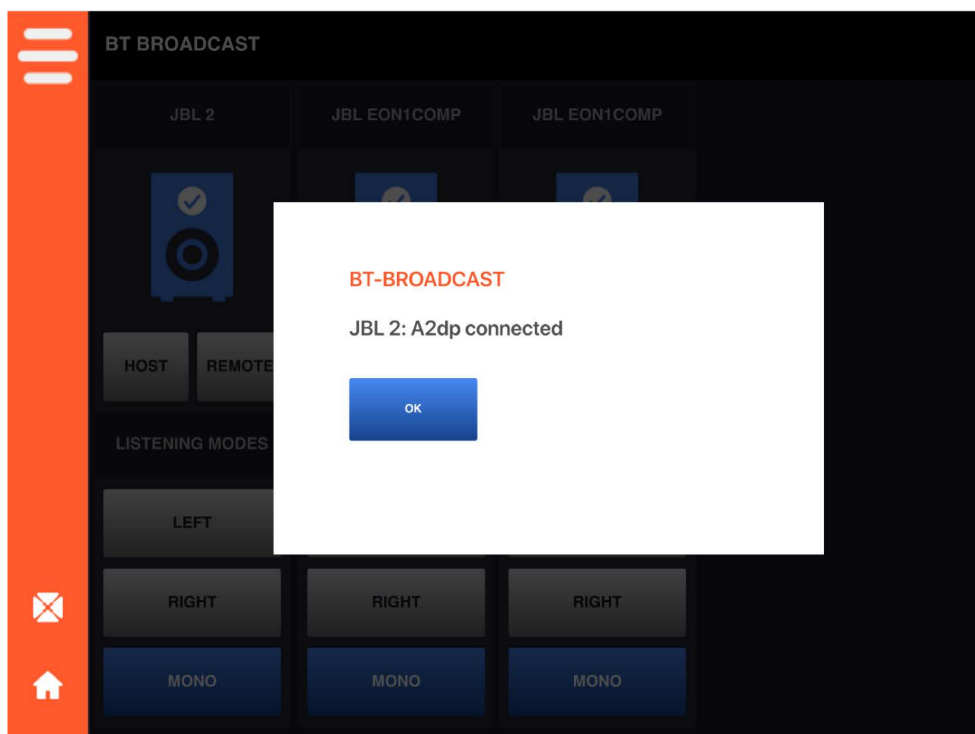 BT BROADCAST
JBL 2 JBL EON1COMP JBL EON1COMP
BT-BROADCAST
JBL 2: A2dp connected
HOST REMOTE
OK
LISTENING MODES
LEFT
RIGHT RIGHT RIGHT
MONO MONO MONO